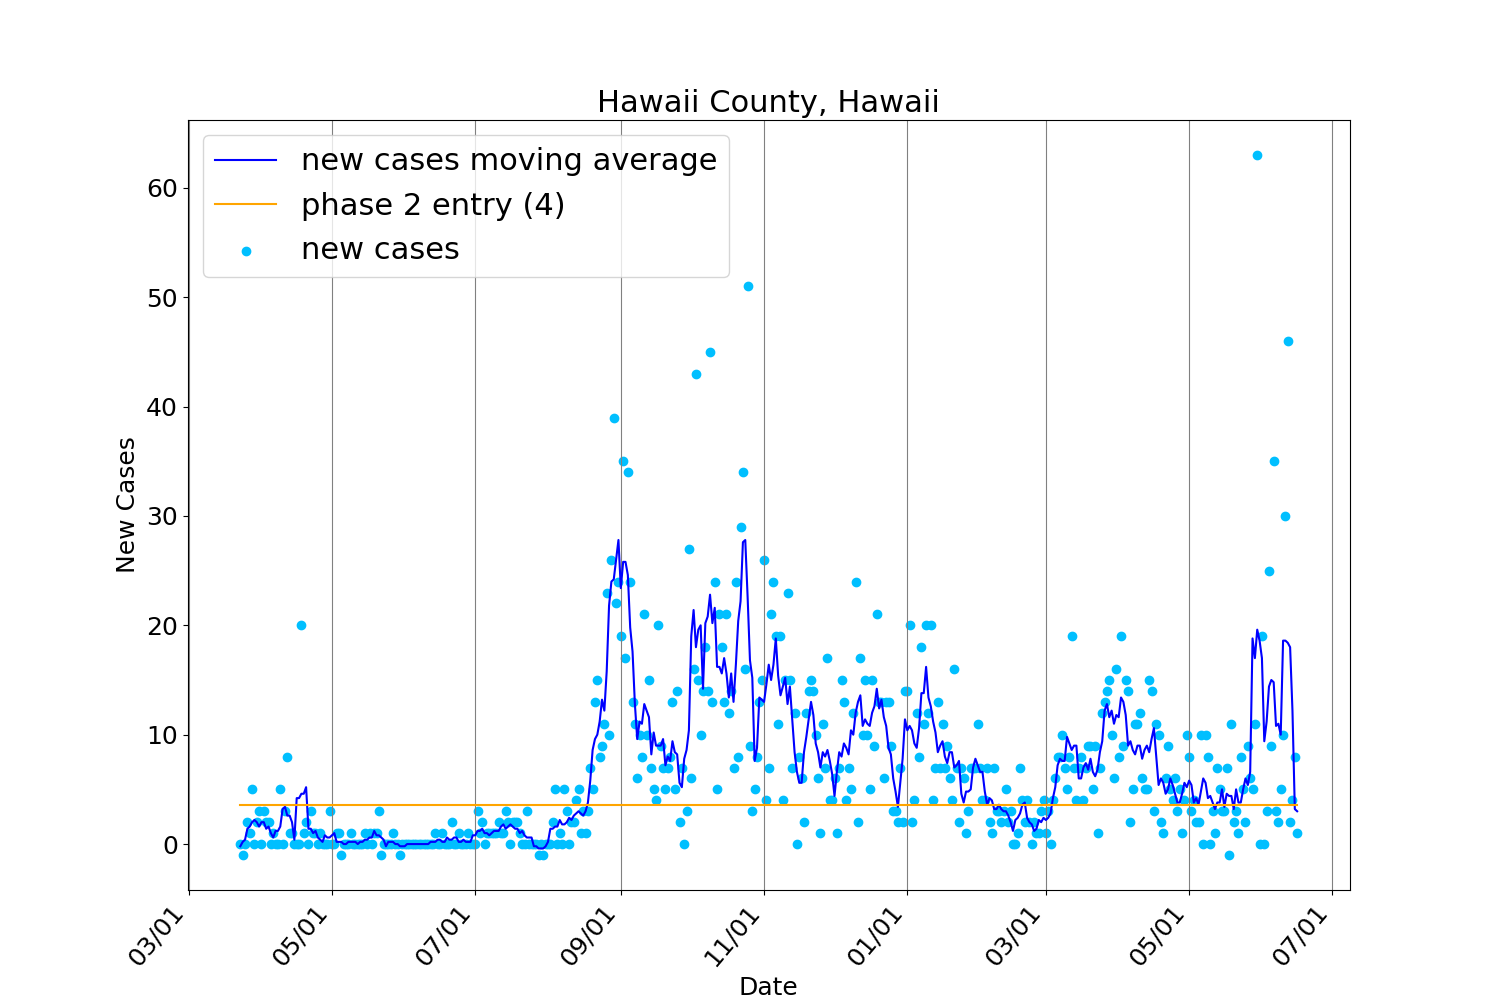 Hawaii County, Hawaii
new cases moving average
phase 2 entry (4)
new cases
60
50
40
30
20
10
0
New Cases
03/01
05/01
07/01
09/01
11/01
01/01
03/01
05/01
07/01
Date